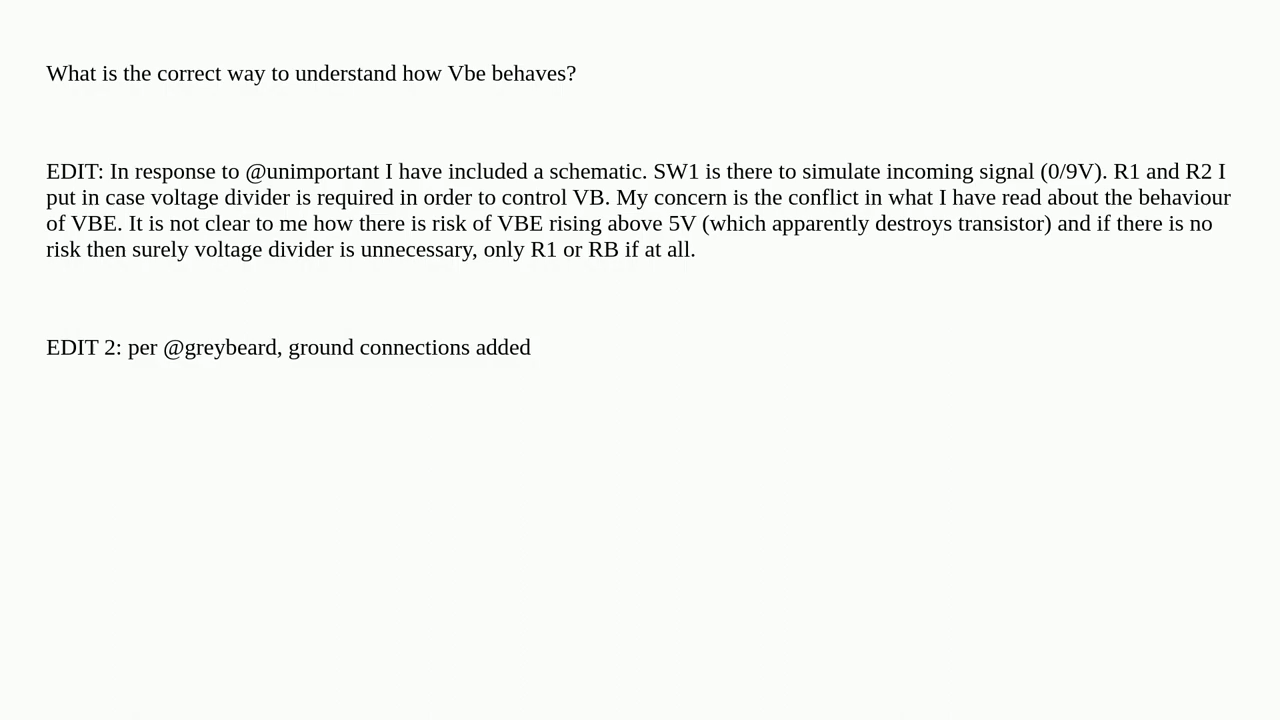 What is the correct way to understand how Vbe behaves?
EDIT: In response to @unimportant I have included a schematic. SW1 is there to simulate incoming signal (0/9V). R1 and R2 I
put in case voltage divider is required in order to control VB. My concern is the conflict in what I have read about the behaviour
of VBE. It is not clear to me how there is risk of VBE rising above 5V (which apparently destroys transistor) and if there is no
risk then surely voltage divider is unnecessary, only R1 or RB if at all.
EDIT 2: per @greybeard, ground connections added